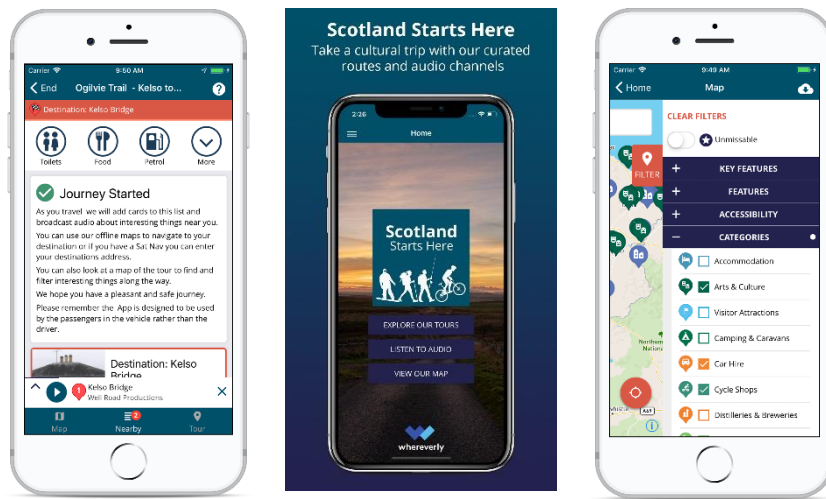 Carrier 9:50 AM
End Ogilvie Trail - Kelso to... ?
Destination: Kelso Bridge
Toilets Food Petrol More
Journey Started
As you travel we will add cards to this list and
broadcast audio about interesting things near you.
You can use our offline maps to navigate to your
destination or if you have a Sat Nav you can enter
your destinations address.
You can also look at a map of the tour to find and
filter interesting things along the way.
We hope you have a pleasant and safe journey.
Please remember the App is designed to be used
by the passengers in the vehicle rather than the
driver.
Destination: Kelso
Bridge
1 Kelso Bridge
Well Road Productions
Map Nearby 2 Tour
Scotland Starts Here
Take a cultural trip with our curated
routes and audio channels
2:26
Home
Scotland
Starts Here
EXPLORE OUR TOURS
LISTEN TO AUDIO
VIEW OUR MAP
whereverly
Carrier 9:49 AM
Home Map
CLEAR FILTERS
Unmissable
FILTER
+ KEY FEATURES
+ FEATURES
+ ACCESSIBILITY
− CATEGORIES
Accommodation
Arts & Culture
Visitor Attractions
Camping & Caravans
Car Hire
Cycle Shops
Distilleries & Breweries
Northum
Nationa